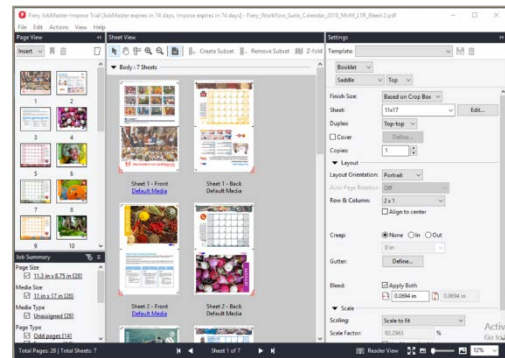 Fiery JobMaster-Impose Trial (JobMaster expires in 74 days, Impose expires in 74 days) - Fiery_Workflow_Suite_Calendar_2010_MxM_LTR_Bleed 2.pdf
File Edit Actions View Help
Page View
Sheet View
Settings
Insert
Create Subset
Remove Subset
Z-fold
Template:
Body : 7 Sheets
Booklet
Saddle
Top
1
2
3
4
5
6
7
8
9
10
Sheet 1 - Front
Default Media
Sheet 1 - Back
Default Media
Sheet 2 - Front
Default Media
Sheet 2 - Back
Default Media
Finish Size:
Based on Crop Box
Sheet:
11x17
Edit...
Duplex
Top-top
Cover
Define...
Copies:
1
Layout
Layout Orientation:
Portrait
Auto Page Rotation:
Off
Row & Column:
2 x 1
Align to center
Creep:
None
In
Out
0 in
Gutter:
Define...
Bleed:
Apply Both
0.0694 in
0.0694 in
Scale
Scaling:
Scale to fit
Scale Factor:
92.2963
%
Job Summary
Page Size
11.3 in x 8.75 in [28]
Media Size
11 in x 17 in [28]
Media Type
Unassigned [28]
Page Type
Odd pages [14]
Total Pages: 28 | Total Sheets: 7
Sheet 1 of 7
Reader View
12%